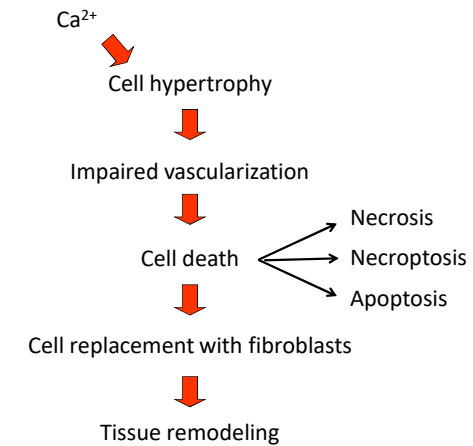 Ca²⁺
Cell hypertrophy
Impaired vascularization
Necrosis
Cell death
Necroptosis
Apoptosis
Cell replacement with fibroblasts
Tissue remodeling